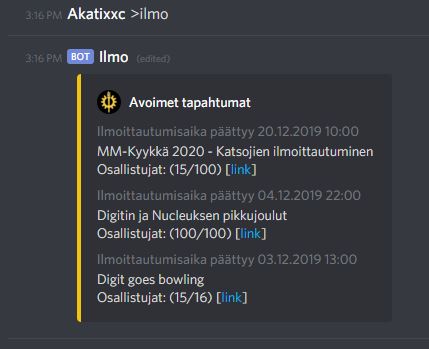 3:16 PM Akatixxc >ilmo
3:16 PM BOT Ilmo (edited)
Avoimet tapahtumat
Ilmoittautumisaika päättyy 20.12.2019 10:00
MM-Kyykkä 2020 - Katsojien ilmoittautuminen
Osallistujat: (15/100) [link]
Ilmoittautumisaika päättyy 04.12.2019 22:00
Digitin ja Nucleuksen pikkujoulut
Osallistujat: (100/100) [link]
Ilmoittautumisaika päättyy 03.12.2019 13:00
Digit goes bowling
Osallistujat: (15/16) [link]